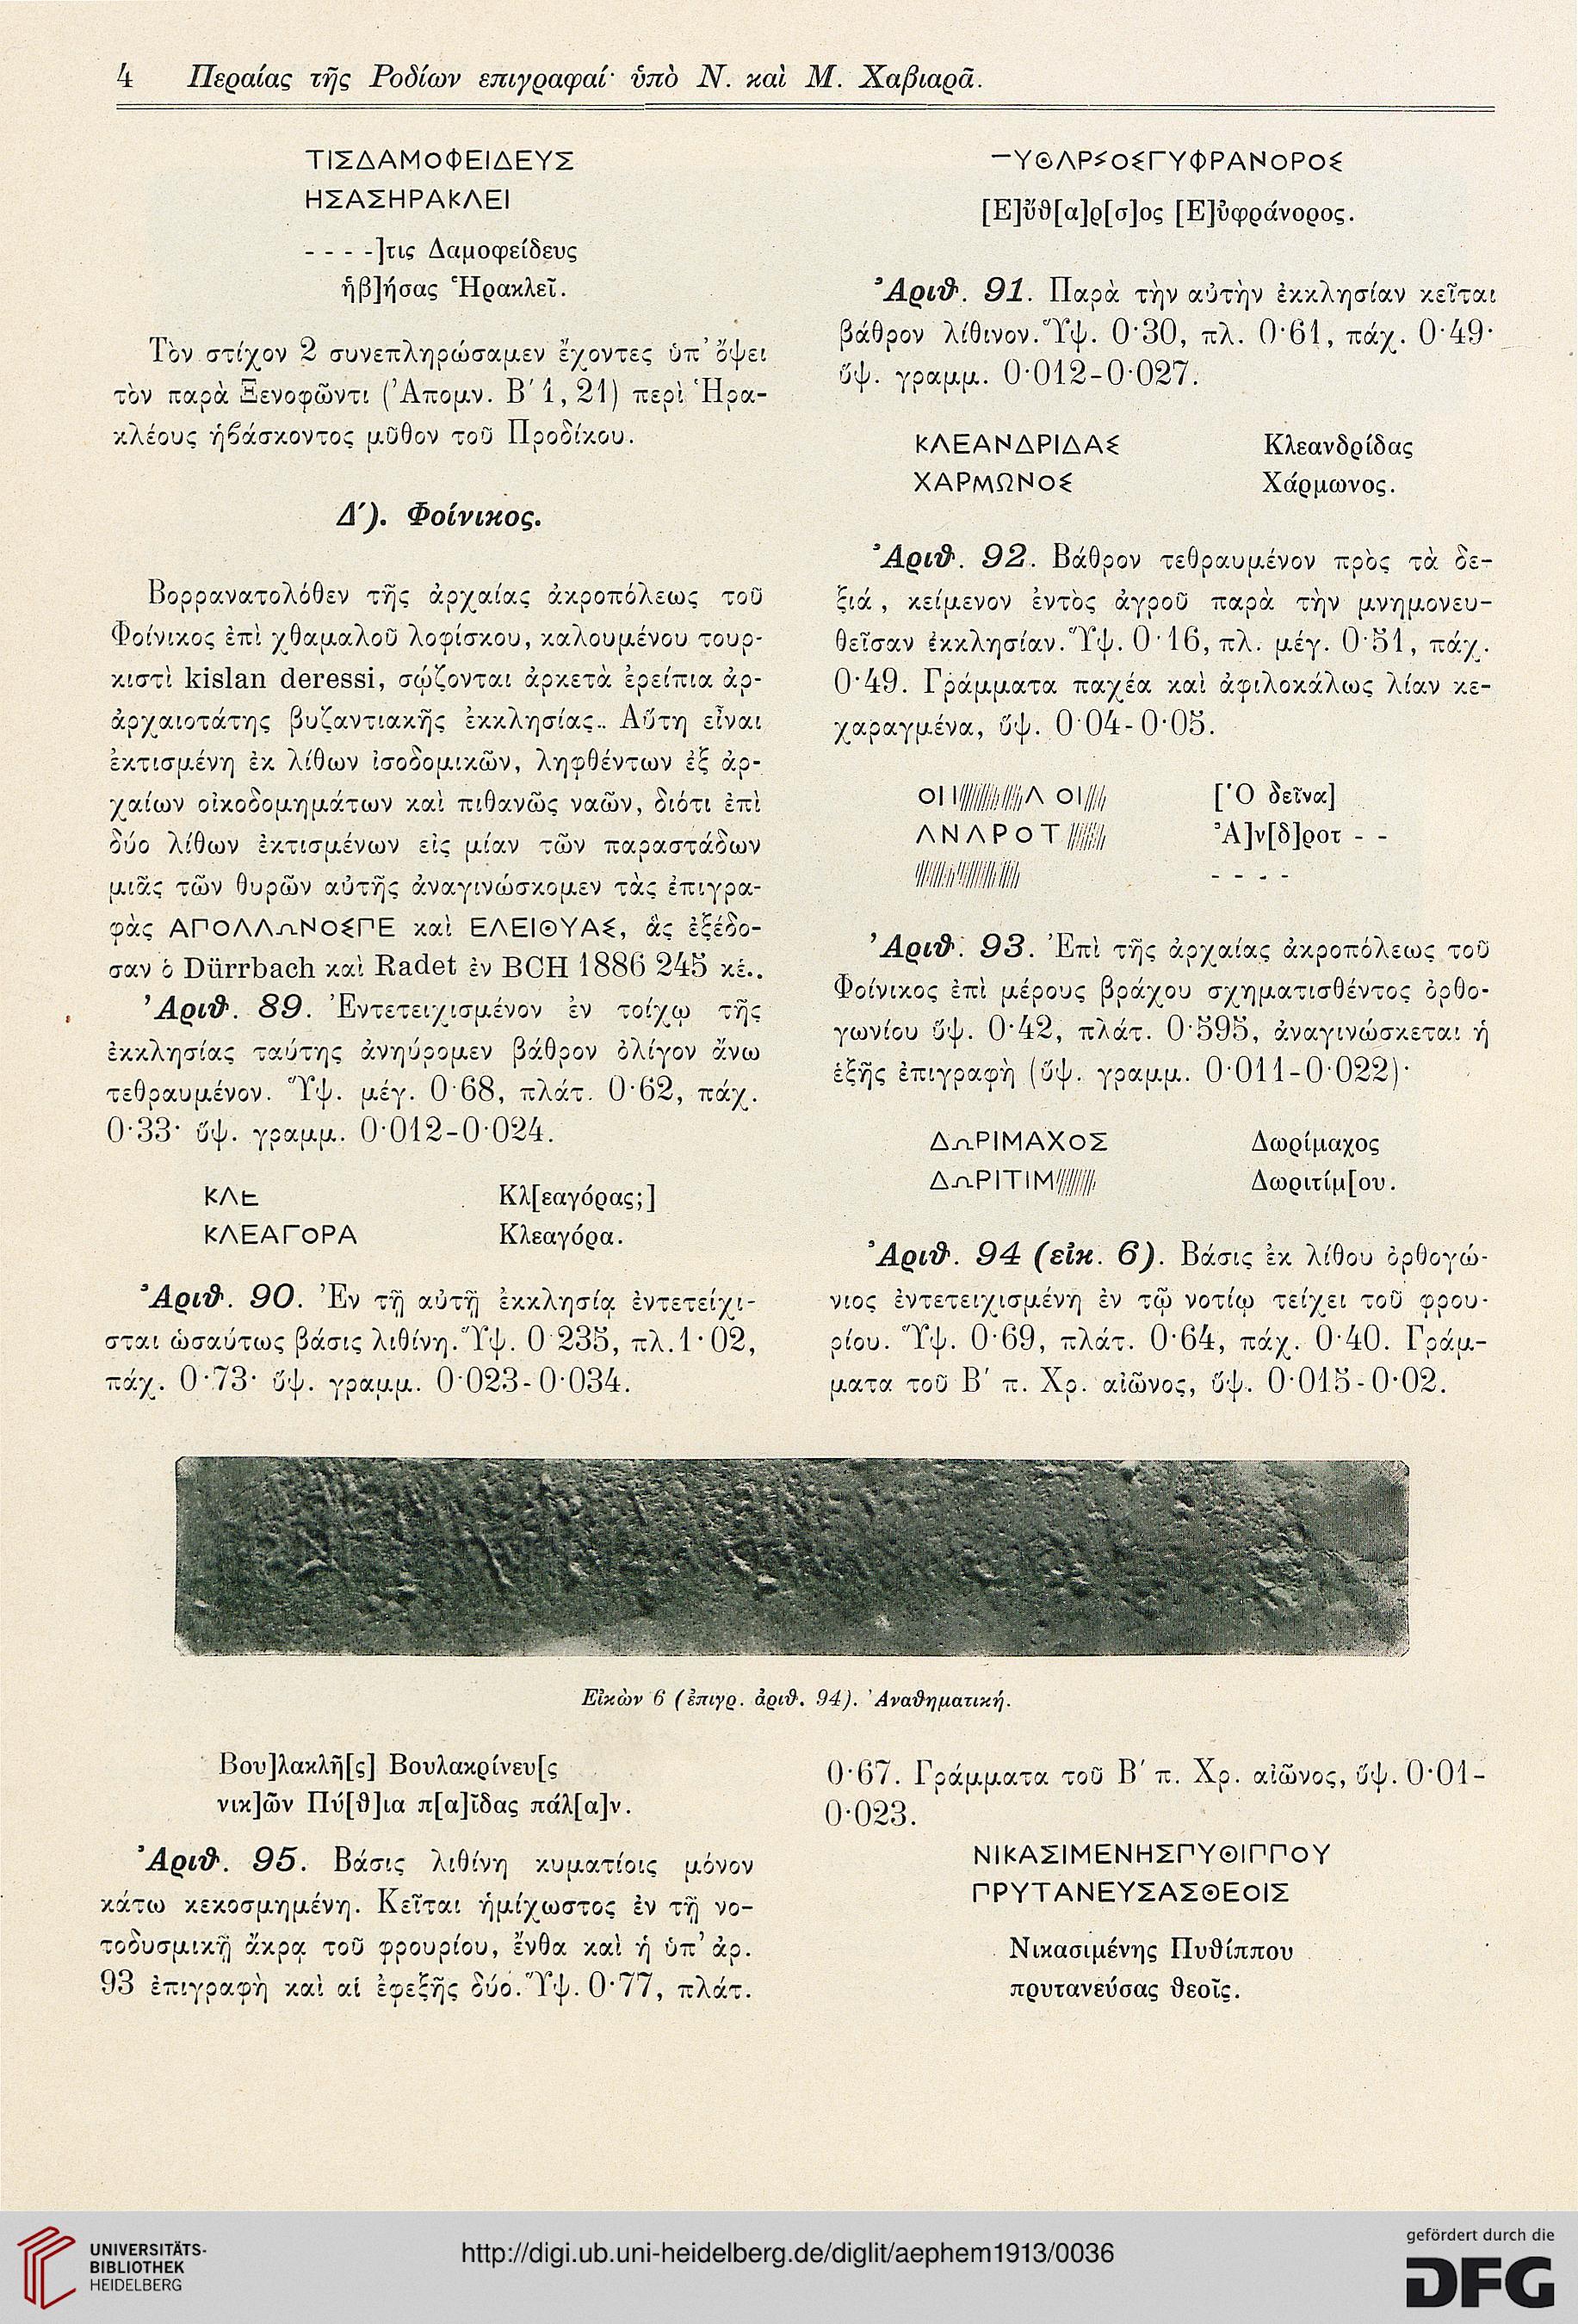 4 Περαίας τῆς Ροδίων επιγραφαί· ὑπὸ Ν. καὶ Μ. Χαβιαρᾶ.
ΤΙΣΔΑΜΟΦΕΙΔΕΥΣ
ΗΣΑΣΗΡΑΚΛΕΙ
- - - -]τις Δαμοφείδευς
ἡβ]ήσας Ἡρακλεῖ.
Τὸν στίχον 2 συνεπληρώσαμεν ἔχοντες ὑπ' ὄψει
τὸν παρὰ Ξενοφῶντι (Ἀπομν. Β' 1, 21) περὶ Ἡρα-
κλέους ἡβάσκοντος μῦθον τοῦ Προδίκου.
Δ'). Φοίνικος.
Βορρανατολόθεν τῆς ἀρχαίας ἀκροπόλεως τοῦ
Φοίνικος ἐπὶ χθαμαλοῦ λοφίσκου, καλουμένου τουρ-
κιστὶ kislan deressi, σῴζονται ἀρκετὰ ἐρείπια ἀρ-
ἀρχαιοτάτης βυζαντιακῆς ἐκκλησίας.. Αὕτη εἶναι
ἐκτισμένη ἐκ λίθων ἰσοδομικῶν, ληφθέντων ἐξ ἀρ-
χαίων οἰκοδομημάτων καὶ πιθανῶς ναῶν, διότι ἐπὶ
δύο λίθων ἐκτισμένων εἰς μίαν τῶν παραστάδων
μιᾶς τῶν θυρῶν αὐτῆς ἀναγινώσκομεν τὰς ἐπιγρα-
φὰς ΑΠΟΛΛΩΝΟΣΠΕ καὶ ΕΛΕΙΘΥΑΣ, ἃς ἐξέδο-
σαν ὁ Dürrbach καὶ Radet ἐν BCH 1886 245 κέ..
Ἀριθ. 89. Ἐντετειχισμένον ἐν τοίχῳ τῆς
ἐκκλησίας ταύτης ἀνηύρομεν βάθρον ὀλίγον ἄνω
τεθραυμένον. Ὕψ. μέγ. 0·68, πλάτ. 0·62, πάχ.
0·33· ὕψ. γραμμ. 0·012-0·024.
ΚΛΕ Κλ[εαγόρας;]
ΚΛΕΑΓΟΡΑ Κλεαγόρα.
Ἀριθ. 90. Ἐν τῇ αὐτῇ ἐκκλησίᾳ ἐντετείχι-
σται ὡσαύτως βάσις λιθίνη. Ὕψ. 0·235, πλ. 1·02,
πάχ. 0·73· ὕψ. γραμμ. 0·023-0·034.
ΥΘΛΡΣΟΣΓΥΦΡΑΝΟΡΟΣ
[Ε]ὔθ[α]ρ[σ]ος [Ε]ὐφράνορος.
Ἀριθ. 91. Παρὰ τὴν αὐτὴν ἐκκλησίαν κεῖται
βάθρον λίθινον. Ὕψ. 0·30, πλ. 0·61, πάχ. 0·49·
ὕψ. γραμμ. 0·012-0·027.
ΚΛΕΑΝΔΡΙΔΑΣ Κλεανδρίδας
ΧΑΡΜΩΝΟΣ Χάρμωνος.
Ἀριθ. 92. Βάθρον τεθραυμένον πρὸς τὰ δε-
ξιά, κείμενον ἐντὸς ἀγροῦ παρὰ τὴν μνημονευ-
θεῖσαν ἐκκλησίαν. Ὕψ. 0·16, πλ. μέγ. 0·51, πάχ.
0·49. Γράμματα παχέα καὶ ἀφιλοκάλως λίαν κε-
χαραγμένα, ὕψ. 0·04-0·05.
ΟΙΙ/////////Λ ΟΙ//// [Ὁ δεῖνα]
ΛΝΛΡΟΤ////// Ἀ]ν[δ]ροτ - -
//////////////// - - - -
Ἀριθ. 93. Ἐπὶ τῆς ἀρχαίας ἀκροπόλεως τοῦ
Φοίνικος ἐπὶ μέρους βράχου σχηματισθέντος ὀρθο-
γωνίου ὕψ. 0·42, πλάτ. 0·595, ἀναγινώσκεται ἡ
ἑξῆς ἐπιγραφὴ (ὕψ. γραμμ. 0·011-0·022)·
ΔΩΡΙΜΑΧΟΣ Δωρίμαχος
ΔΩΡΙΤΙΜ/////// Δωριτίμ[ου.
Ἀριθ. 94 (εἰκ. 6). Βάσις ἐκ λίθου ὀρθογώ-
νιος ἐντετειχισμένη ἐν τῷ νοτίῳ τείχει τοῦ φρου-
ρίου. Ὕψ. 0·69, πλάτ. 0·64, πάχ. 0·40. Γράμ-
ματα τοῦ Β' π. Χρ. αἰῶνος, ὕψ. 0·015-0·02.
Εἰκὼν 6 (ἐπιγρ. ἀριθ. 94). Ἀναθηματική.
Βου]λακλῆ[ς] Βουλακρίνευ[ς
νικ]ῶν Πύ[θ]ια π[α]ῖδας πάλ[α]ν.
Ἀριθ. 95. Βάσις λιθίνη κυματίοις μόνον
κάτω κεκοσμημένη. Κεῖται ἡμίχωστος ἐν τῇ νο-
τοδυσμικῇ ἄκρᾳ τοῦ φρουρίου, ἔνθα καὶ ἡ ὑπ' ἀρ.
93 ἐπιγραφὴ καὶ αἱ ἐφεξῆς δύο. Ὕψ. 0·77, πλάτ.
0·67. Γράμματα τοῦ Β' π. Χρ. αἰῶνος, ὕψ. 0·01-
0·023.
ΝΙΚΑΣΙΜΕΝΗΣΠΥΘΙΠΠΟΥ
ΠΡΥΤΑΝΕΥΣΑΣΘΕΟΙΣ
Νικασιμένης Πυθίππου
πρυτανεύσας θεοῖς.
UNIVERSITÄTS-
BIBLIOTHEK
HEIDELBERG
http://digi.ub.uni-heidelberg.de/diglit/aephem1913/0036
gefördert durch die
DFG